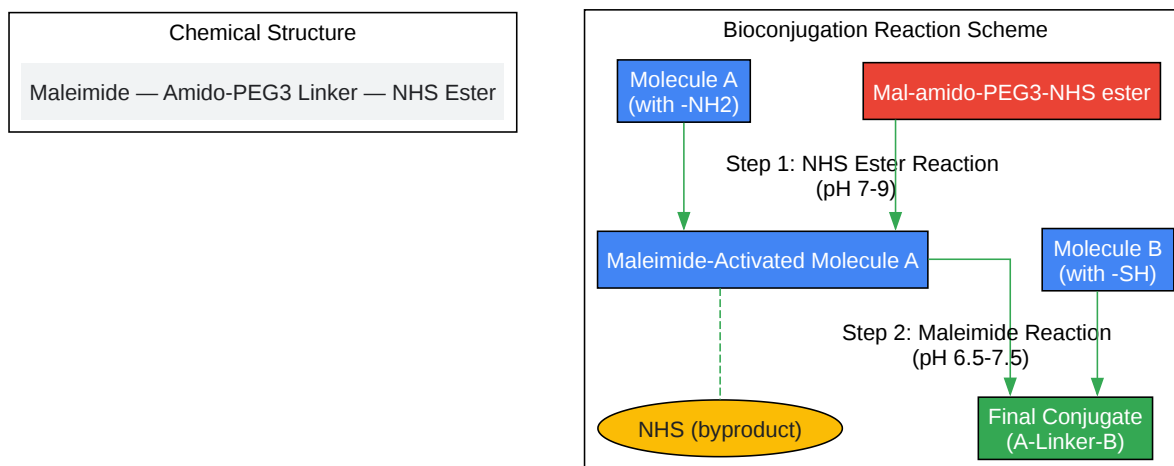 Chemical Structure
Maleimide — Amido-PEG3 Linker — NHS Ester
Bioconjugation Reaction Scheme
Molecule A
(with -NH2)
Mal-amido-PEG3-NHS ester
Step 1: NHS Ester Reaction
(pH 7-9)
Maleimide-Activated Molecule A
Molecule B
(with -SH)
Step 2: Maleimide Reaction
(pH 6.5-7.5)
NHS (byproduct)
Final Conjugate
(A-Linker-B)